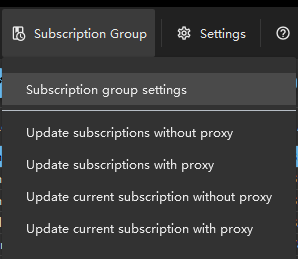 Subscription Group
Settings
Subscription group settings
Update subscriptions without proxy
Update subscriptions with proxy
Update current subscription without proxy
Update current subscription with proxy